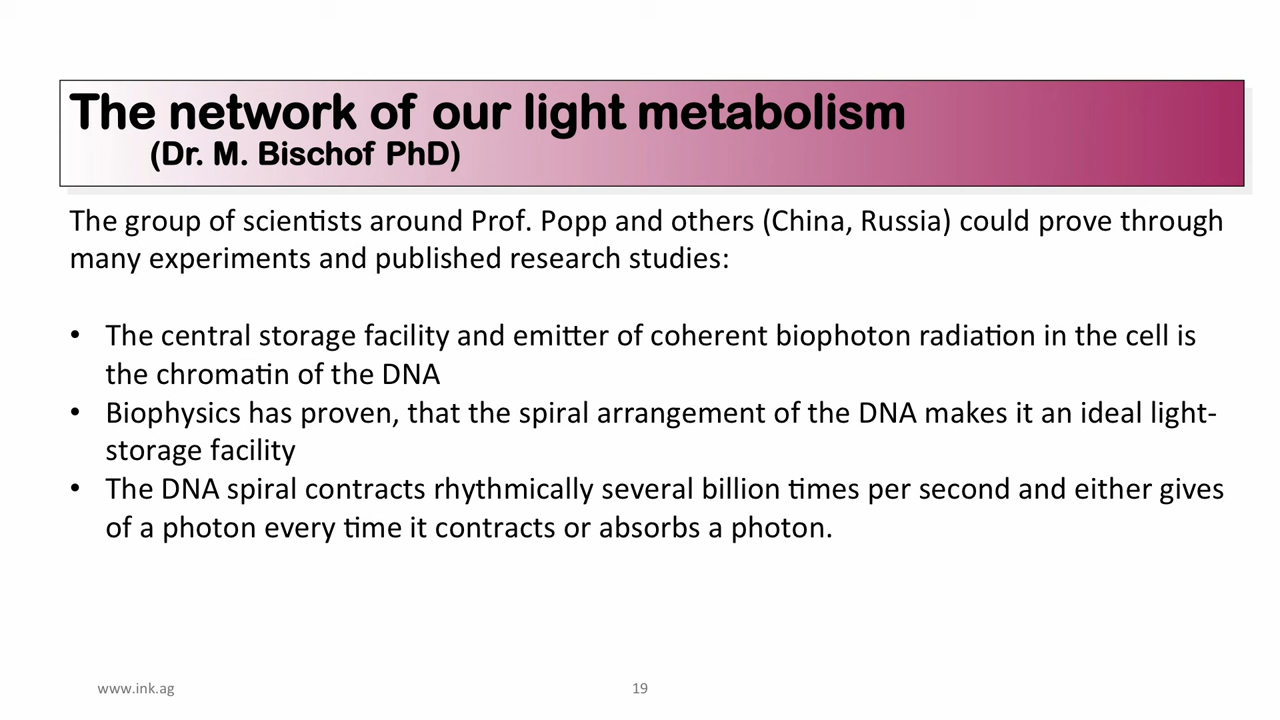 The network of our light metabolism
(Dr. M. Bischof PhD)
The group of scientists around Prof. Popp and others (China, Russia) could prove through
many experiments and published research studies:
• The central storage facility and emitter of coherent biophoton radiation in the cell is
the chromatin of the DNA
• Biophysics has proven, that the spiral arrangement of the DNA makes it an ideal light-
storage facility
• The DNA spiral contracts rhythmically several billion times per second and either gives
of a photon every time it contracts or absorbs a photon.
www.ink.ag
19